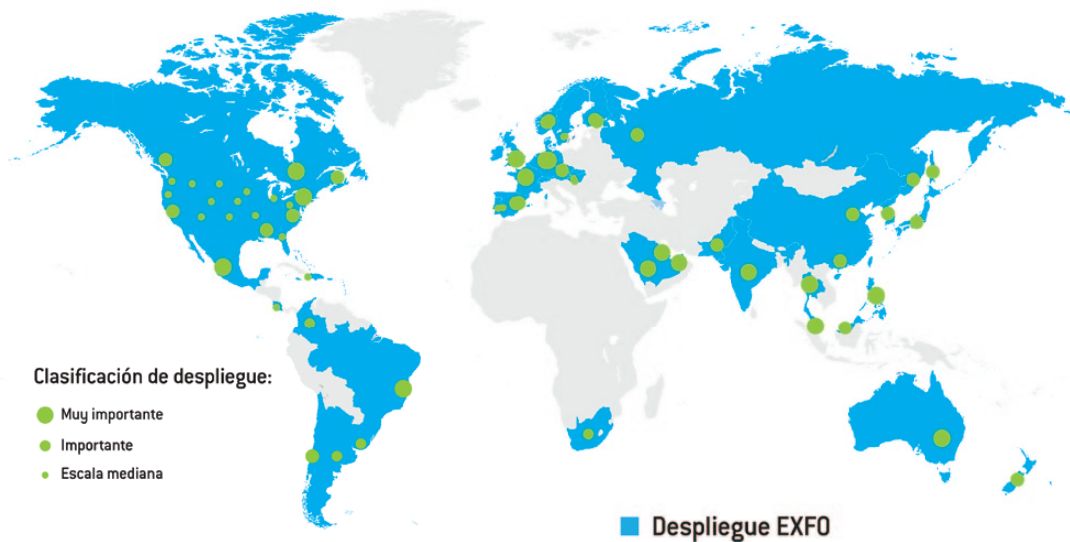 Clasificación de despliegue:
Muy importante
Importante
Escala mediana
Despliegue EXFO